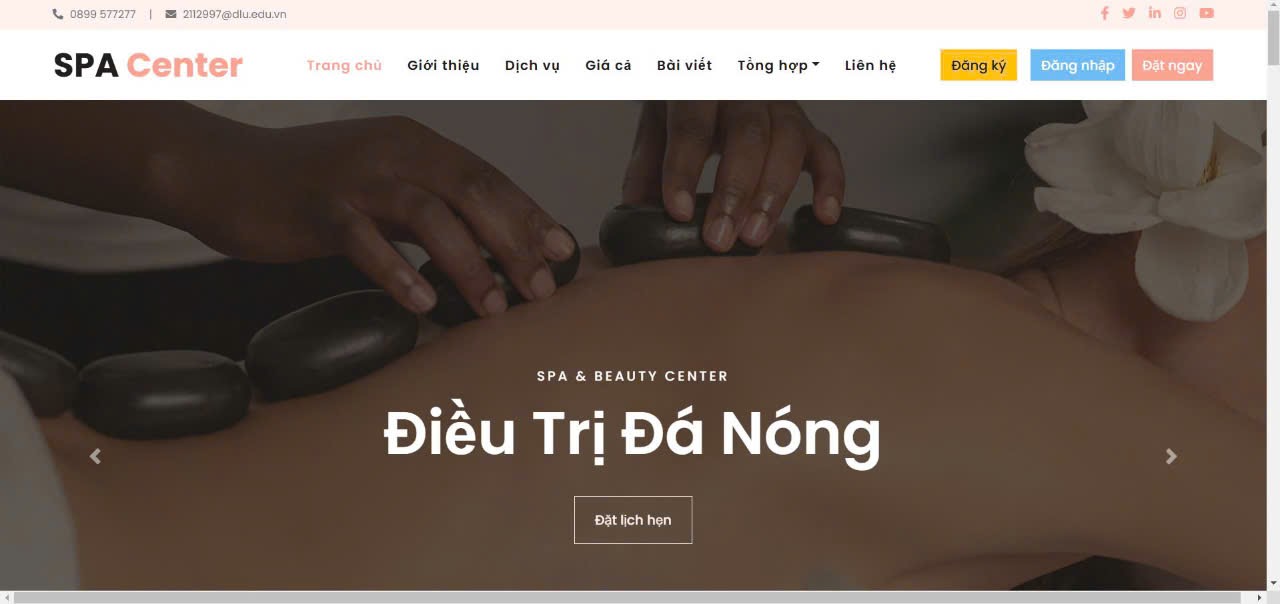 0899 577277 | 2112997@dlu.edu.vn
SPA Center
Trang chủ Giới thiệu Dịch vụ Giá cả Bài viết Tổng hợp Liên hệ Đăng ký Đăng nhập Đặt ngay
SPA & BEAUTY CENTER
Điều Trị Đá Nóng
Đặt lịch hẹn